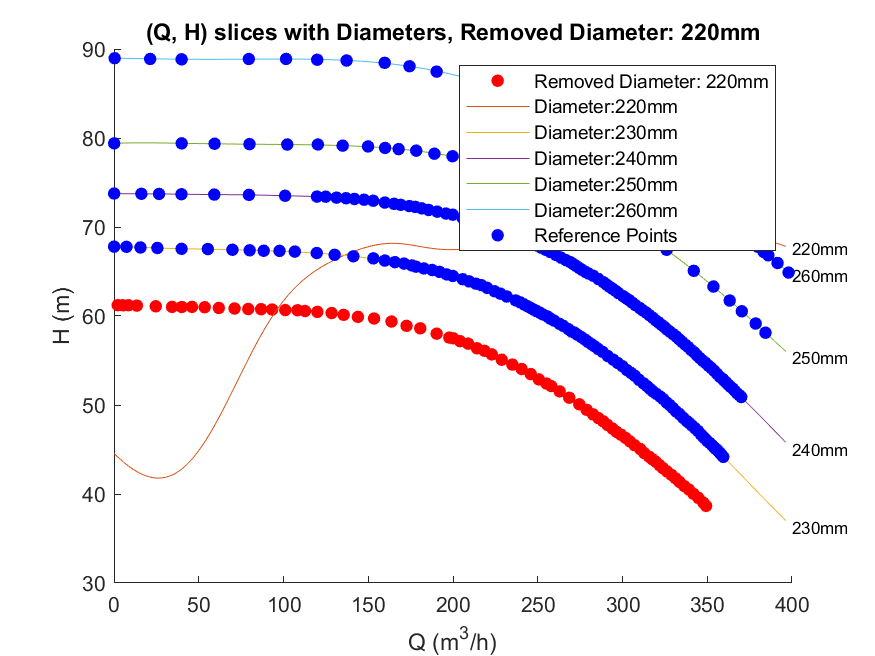 (Q, H) slices with Diameters, Removed Diameter: 220mm
90
80
70
60
50
40
30
H (m)
Removed Diameter: 220mm
Diameter:220mm
Diameter:230mm
Diameter:240mm
Diameter:250mm
Diameter:260mm
Reference Points
220mm
260mm
250mm
240mm
230mm
0 50 100 150 200 250 300 350 400
Q (m³/h)